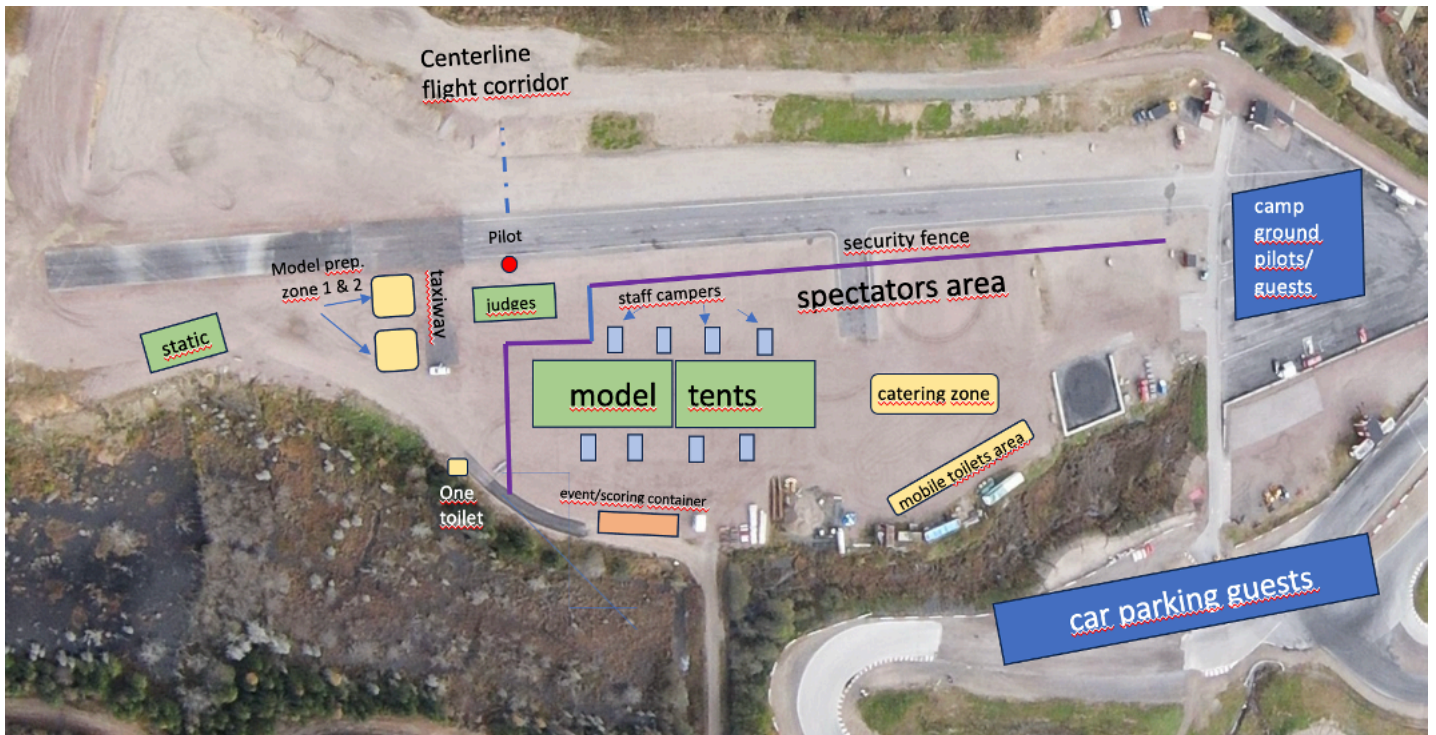 Centerline
flight corridor
Pilot
security fence
camp
ground
pilots/
guests
Model prep.
zone 1 & 2
taxiway
judges
staff campers
spectators area
static
model tents
catering zone
mobile toilets area
One
toilet
event/scoring container
car parking guests